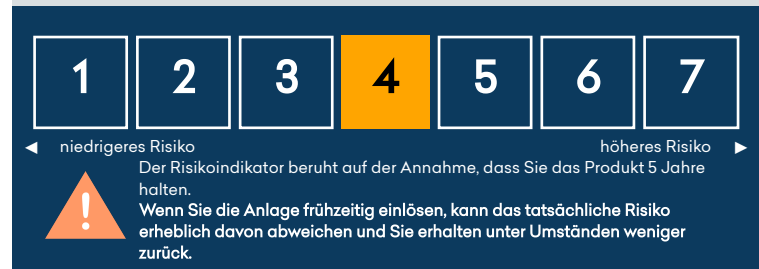 1 2 3 4 5 6 7
niedrigeres Risiko höheres Risiko
Der Risikoindikator beruht auf der Annahme, dass Sie das Produkt 5 Jahre
halten.
Wenn Sie die Anlage frühzeitig einlösen, kann das tatsächliche Risiko
erheblich davon abweichen und Sie erhalten unter Umständen weniger
zurück.